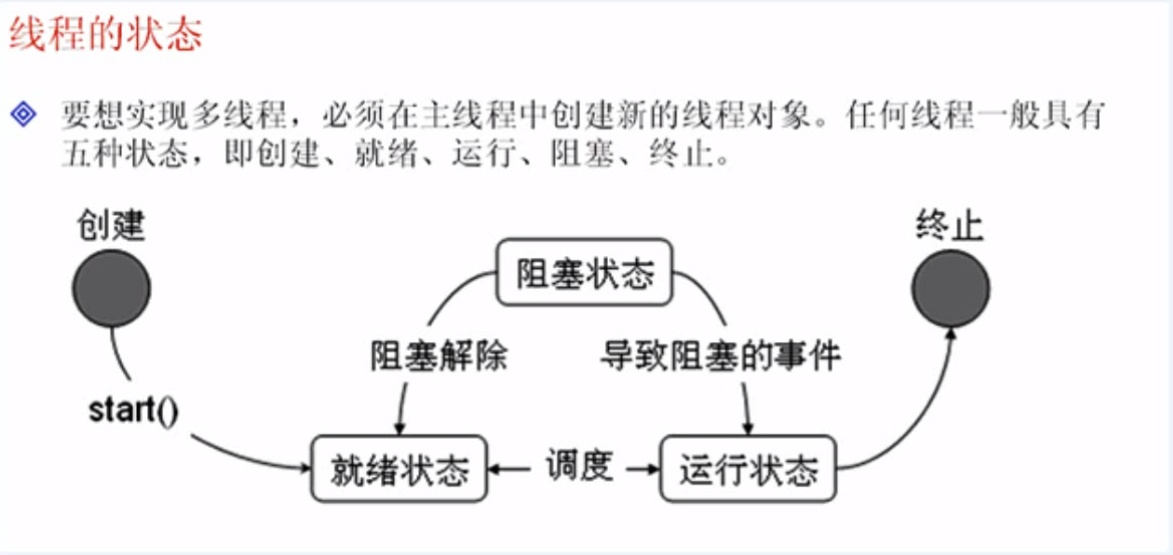 线程的状态
要想实现多线程，必须在主线程中创建新的线程对象。任何线程一般具有
五种状态，即创建、就绪、运行、阻塞、终止。
创建
终止
阻塞状态
阻塞解除
导致阻塞的事件
start()
就绪状态
调度
运行状态